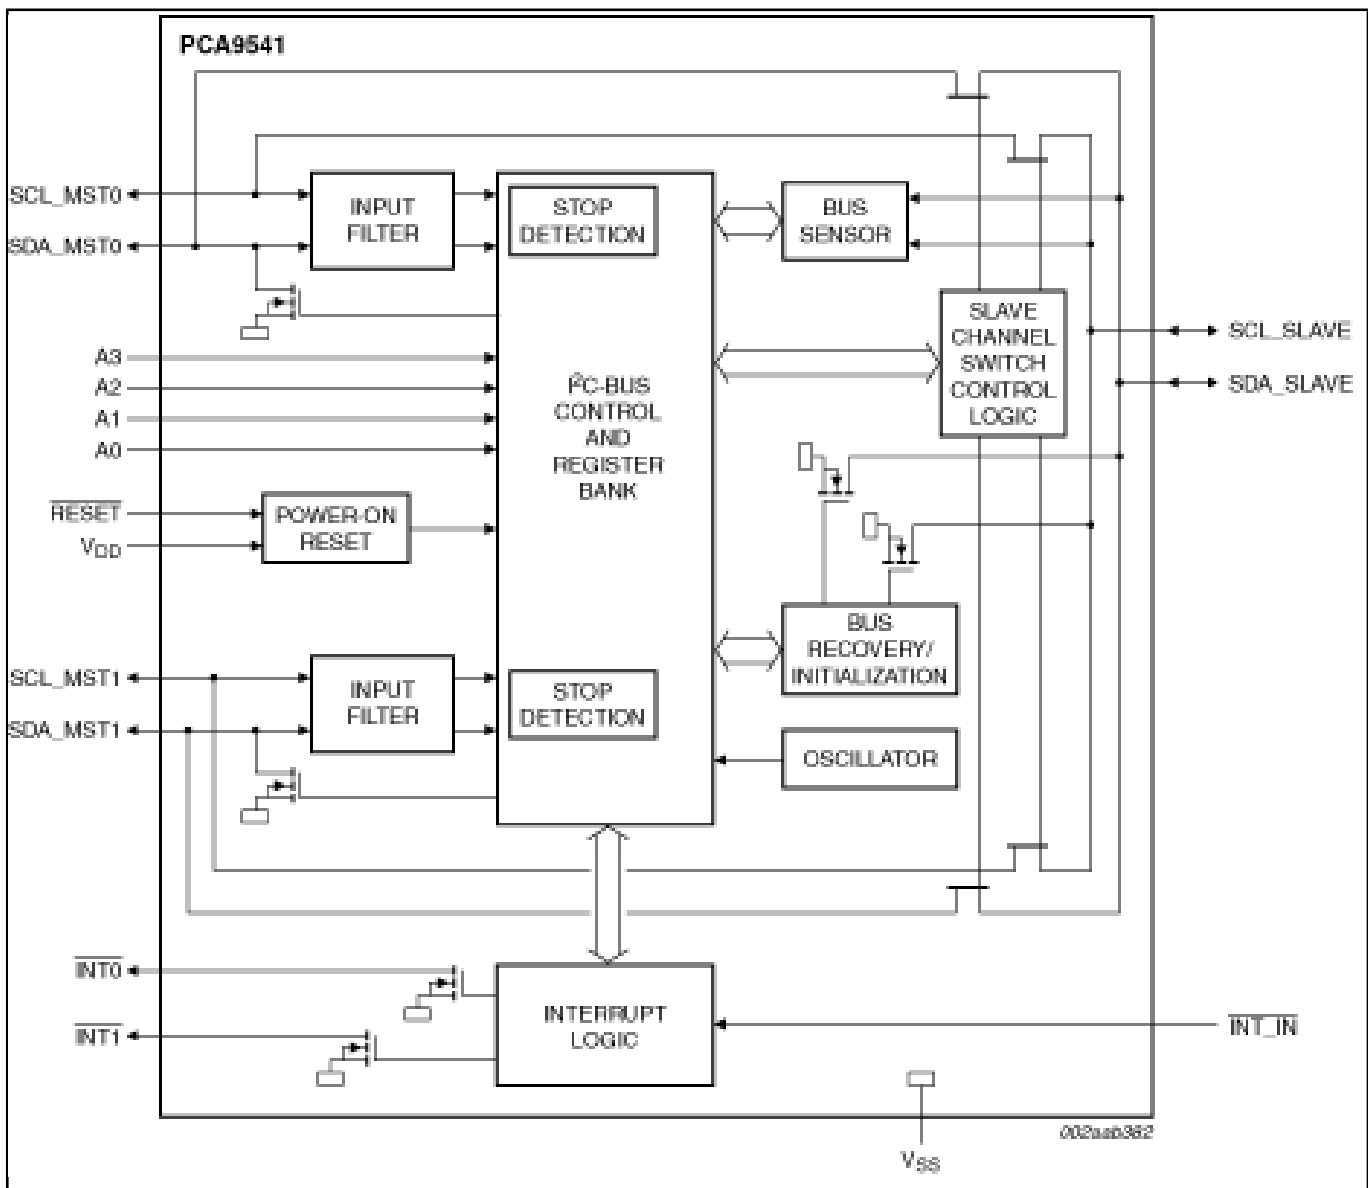 PCA9541
SCL_MST0
SDA_MST0
INPUT
FILTER
STOP
DETECTION
BUS
SENSOR
SLAVE
CHANNEL
SWITCH
CONTROL
LOGIC
SCL_SLAVE
SDA_SLAVE
A3
A2
A1
A0
I²C-BUS
CONTROL
AND
REGISTER
BANK
RESET
VDD
POWER-ON
RESET
BUS
RECOVERY/
INITIALIZATION
SCL_MST1
SDA_MST1
INPUT
FILTER
STOP
DETECTION
OSCILLATOR
INT0
INT1
INTERRUPT
LOGIC
INT_IN
002aab382
VSS